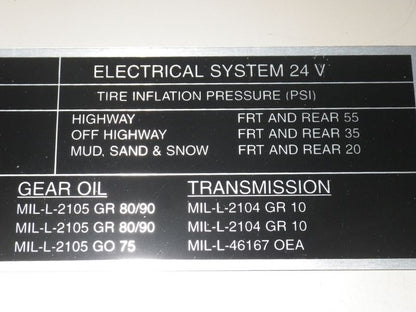 ELECTRICAL SYSTEM 24 V
TIRE INFLATION PRESSURE (PSI)
HIGHWAY FRT AND REAR 55
OFF HIGHWAY FRT AND REAR 35
MUD, SAND & SNOW FRT AND REAR 20
GEAR OIL TRANSMISSION
MIL-L-2105 GR 80/90 MIL-L-2104 GR 10
MIL-L-2105 GR 80/90 MIL-L-2104 GR 10
MIL-L-2105 GO 75 MIL-L-46167 OEA